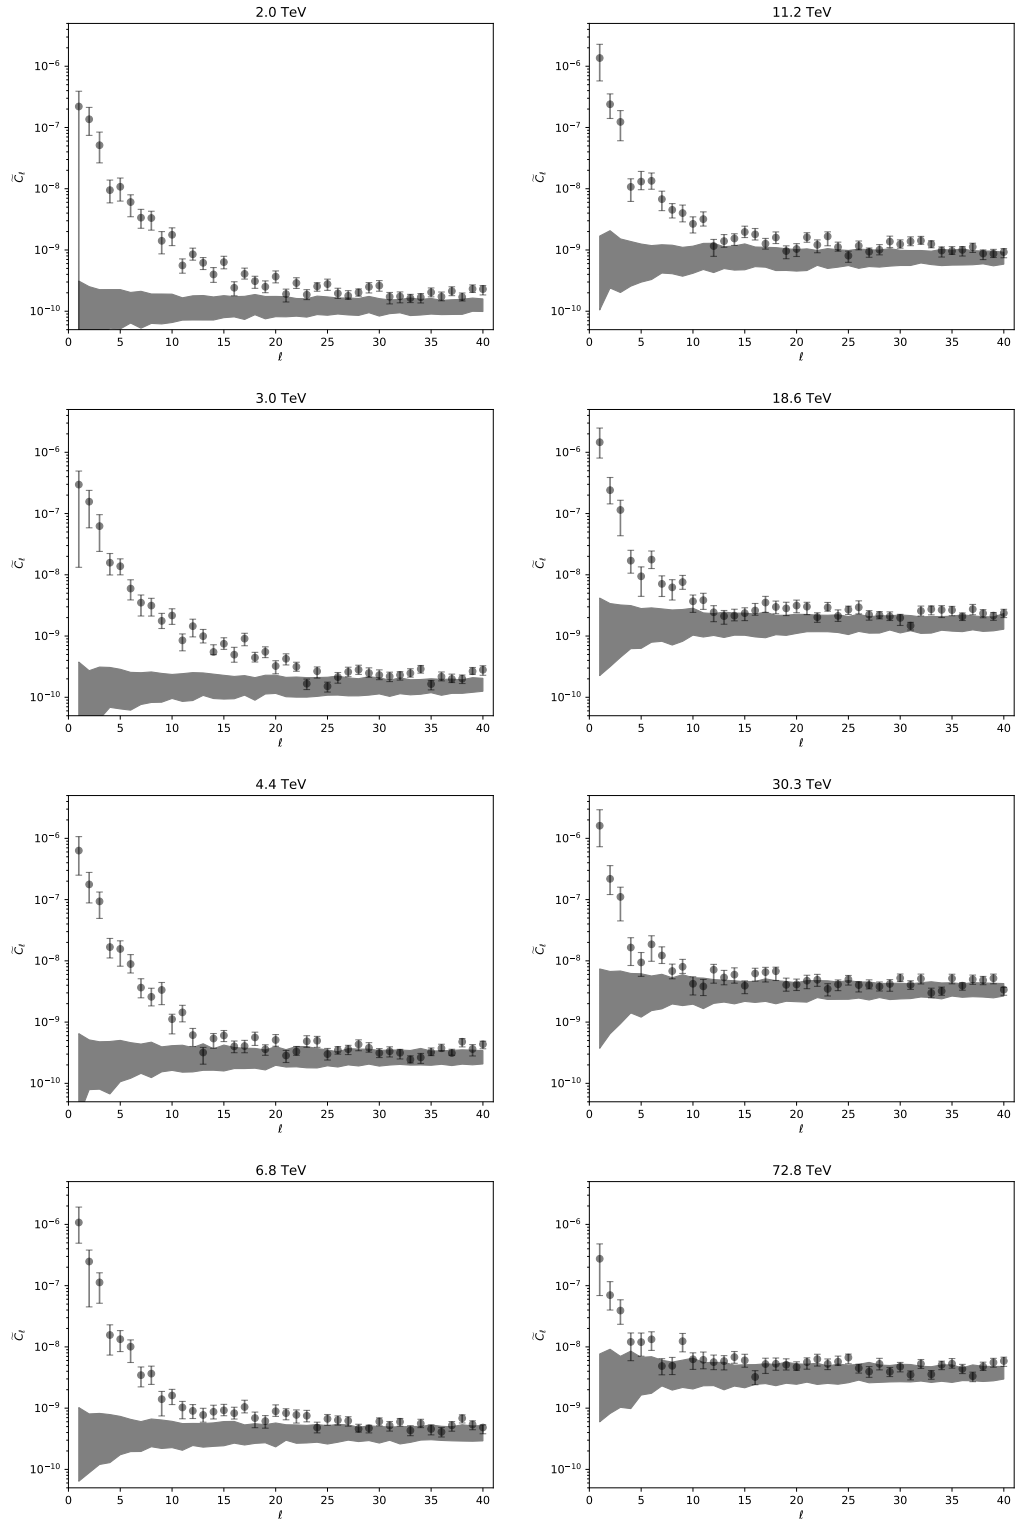 2.0 TeV
10⁻⁶
10⁻⁷
10⁻⁸
10⁻⁹
10⁻¹⁰
C̃ℓ
0 5 10 15 20 25 30 35 40
ℓ
11.2 TeV
10⁻⁶
10⁻⁷
10⁻⁸
10⁻⁹
10⁻¹⁰
C̃ℓ
0 5 10 15 20 25 30 35 40
ℓ
3.0 TeV
10⁻⁶
10⁻⁷
10⁻⁸
10⁻⁹
10⁻¹⁰
C̃ℓ
0 5 10 15 20 25 30 35 40
ℓ
18.6 TeV
10⁻⁶
10⁻⁷
10⁻⁸
10⁻⁹
10⁻¹⁰
C̃ℓ
0 5 10 15 20 25 30 35 40
ℓ
4.4 TeV
10⁻⁶
10⁻⁷
10⁻⁸
10⁻⁹
10⁻¹⁰
C̃ℓ
0 5 10 15 20 25 30 35 40
ℓ
30.3 TeV
10⁻⁶
10⁻⁷
10⁻⁸
10⁻⁹
10⁻¹⁰
C̃ℓ
0 5 10 15 20 25 30 35 40
ℓ
6.8 TeV
10⁻⁶
10⁻⁷
10⁻⁸
10⁻⁹
10⁻¹⁰
C̃ℓ
0 5 10 15 20 25 30 35 40
ℓ
72.8 TeV
10⁻⁶
10⁻⁷
10⁻⁸
10⁻⁹
10⁻¹⁰
C̃ℓ
0 5 10 15 20 25 30 35 40
ℓ